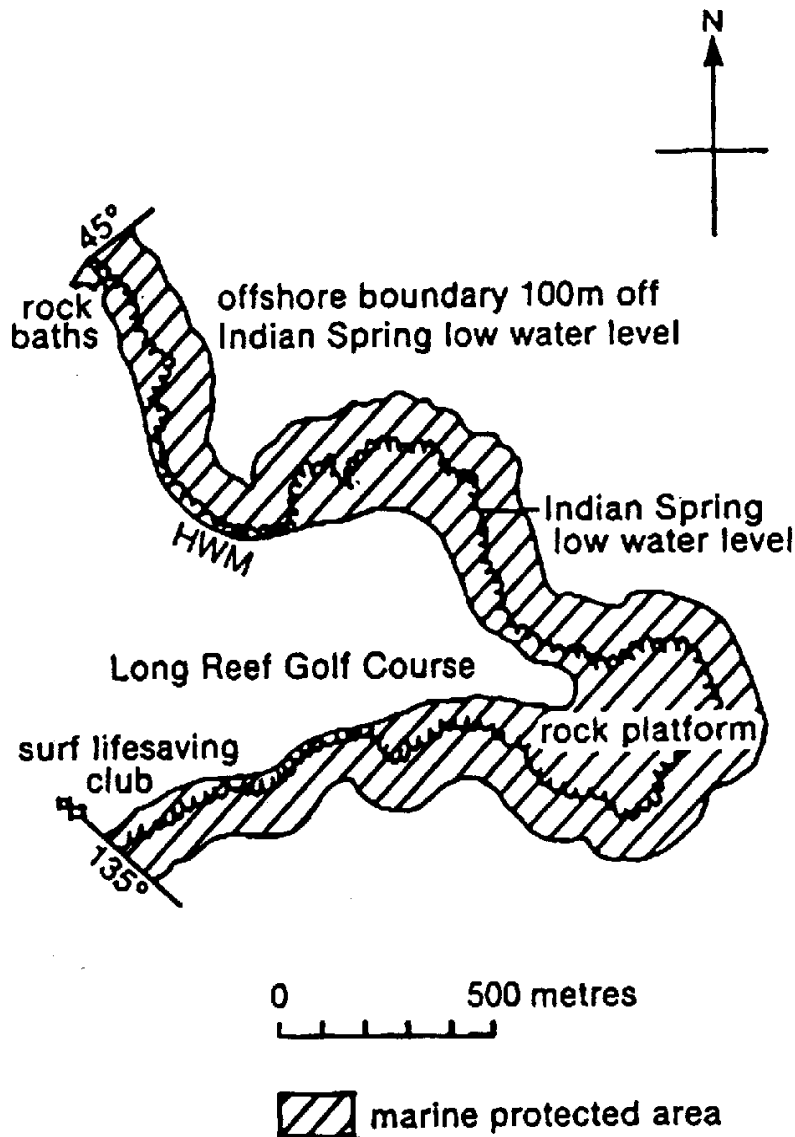 N
45°
rock
baths
offshore boundary 100m off
Indian Spring low water level
Indian Spring
low water level
HWM
Long Reef Golf Course
rock platform
surf lifesaving
club
135°
0 500 metres
marine protected area